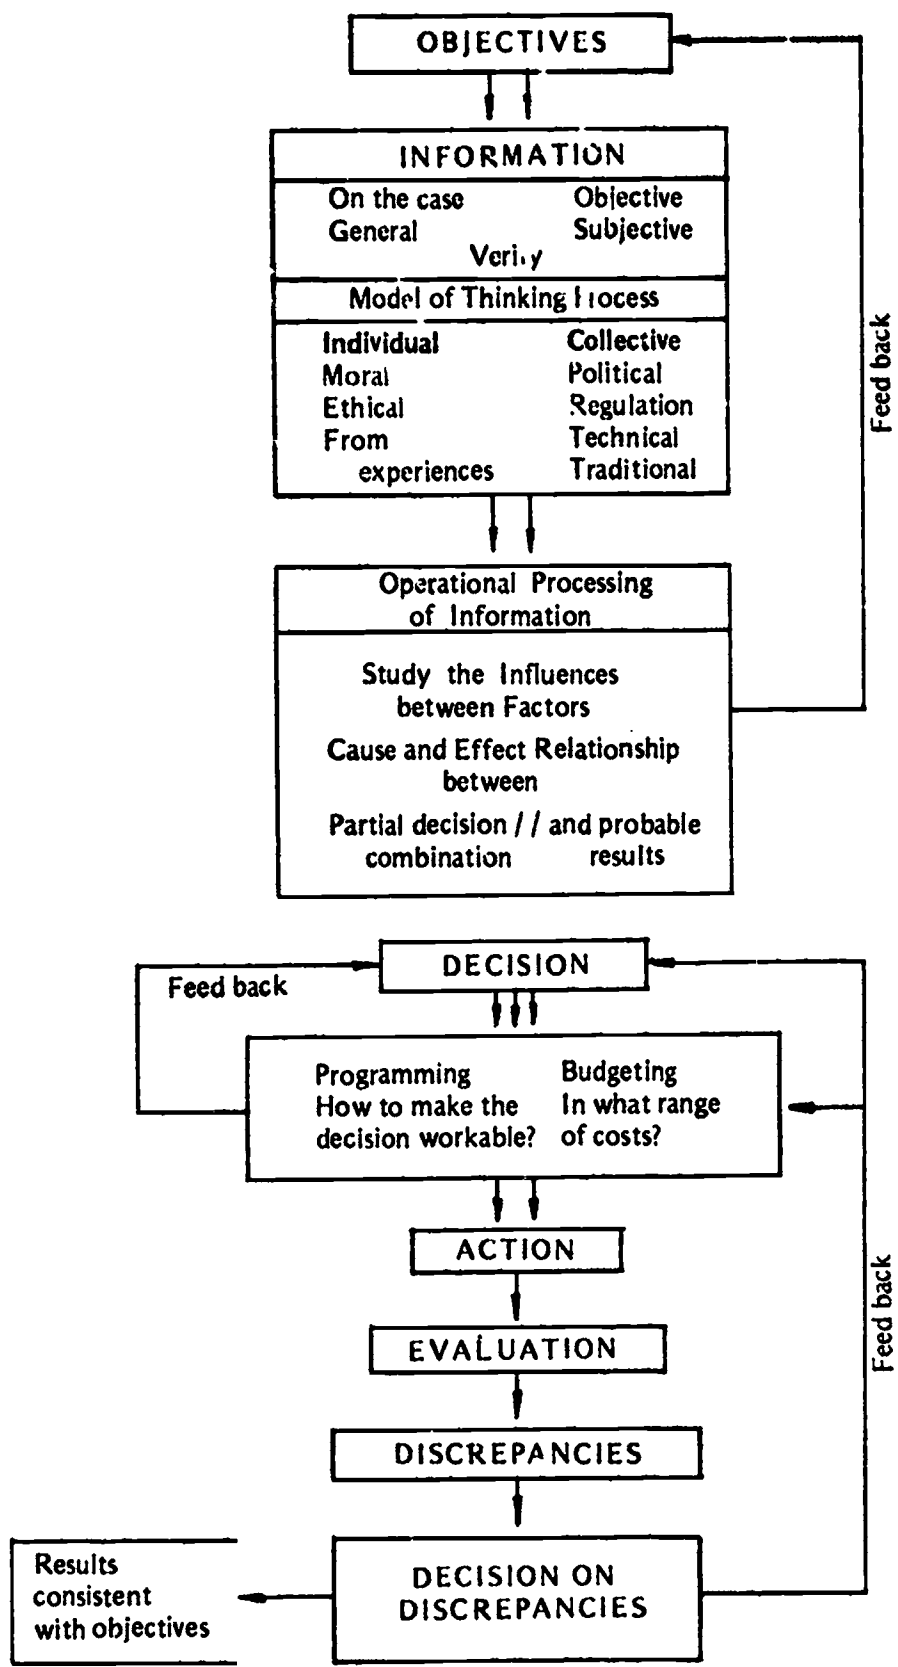 OBJECTIVES
INFORMATION
On the case Objective
General Subjective
Verify
Model of Thinking Process
Individual Collective
Moral Political
Ethical Regulation
From Technical
experiences Traditional
Feed back
Operational Processing
of Information
Study the Influences
between Factors
Cause and Effect Relationship
between
Partial decision // and probable
combination results
DECISION
Feed back
Programming Budgeting
How to make the In what range
decision workable? of costs?
ACTION
EVALUATION
Feed back
DISCREPANCIES
DECISION ON
DISCREPANCIES
Results
consistent
with objectives